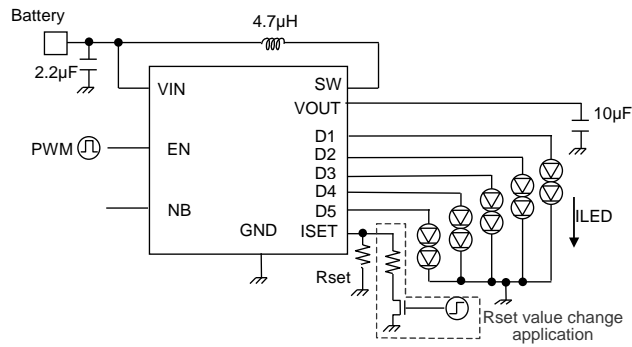 Battery
4.7µH
2.2µF
VIN
SW
VOUT
10µF
D1
PWM
EN
D2
D3
D4
NB
D5
ILED
GND
ISET
Rset
Rset value change
application